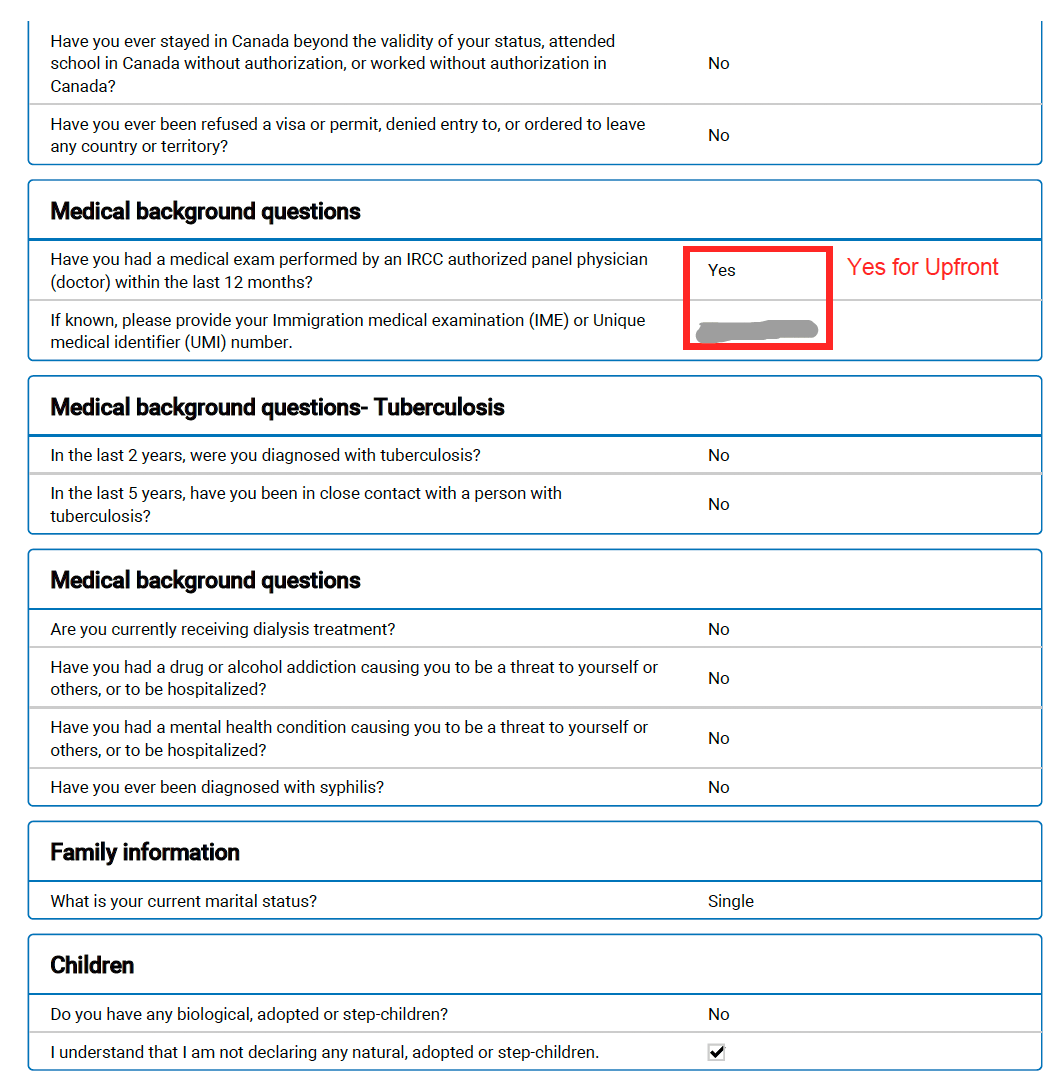 Have you ever stayed in Canada beyond the validity of your status, attended
school in Canada without authorization, or worked without authorization in
Canada?
No
Have you ever been refused a visa or permit, denied entry to, or ordered to leave
any country or territory?
No
Medical background questions
Have you had a medical exam performed by an IRCC authorized panel physician
(doctor) within the last 12 months?
Yes
Yes for Upfront
If known, please provide your Immigration medical examination (IME) or Unique
medical identifier (UMI) number.
Medical background questions- Tuberculosis
In the last 2 years, were you diagnosed with tuberculosis?
No
In the last 5 years, have you been in close contact with a person with
tuberculosis?
No
Medical background questions
Are you currently receiving dialysis treatment?
No
Have you had a drug or alcohol addiction causing you to be a threat to yourself or
others, or to be hospitalized?
No
Have you had a mental health condition causing you to be a threat to yourself or
others, or to be hospitalized?
No
Have you ever been diagnosed with syphilis?
No
Family information
What is your current marital status?
Single
Children
Do you have any biological, adopted or step-children?
No
I understand that I am not declaring any natural, adopted or step-children.